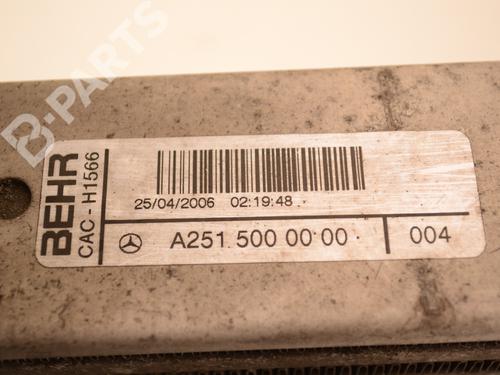 B-PARTS
BEHR
CAC - H1566
25/04/2006 02:19:48
A251 500 00 00
004